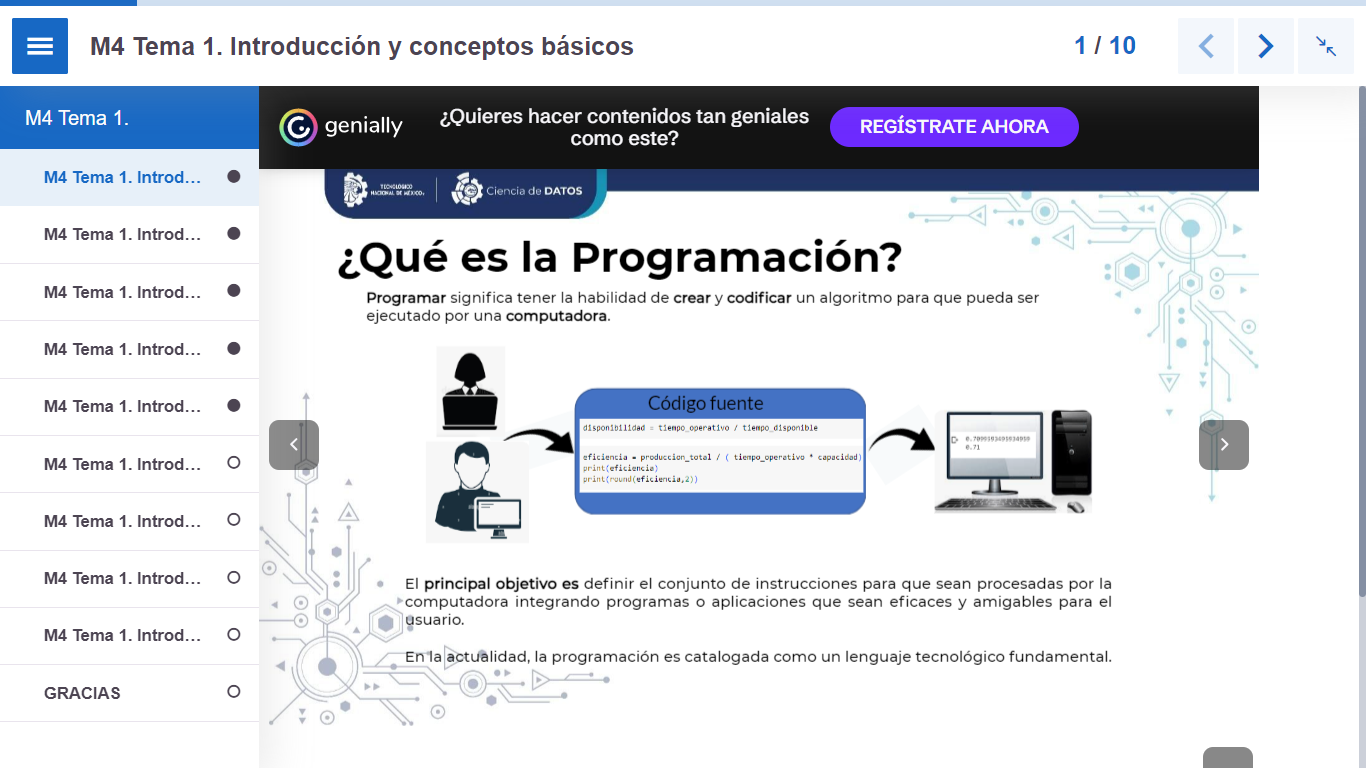 M4 Tema 1. Introducción y conceptos básicos
1 / 10
M4 Tema 1.
M4 Tema 1. Introd...
M4 Tema 1. Introd...
M4 Tema 1. Introd...
M4 Tema 1. Introd...
M4 Tema 1. Introd...
M4 Tema 1. Introd...
M4 Tema 1. Introd...
M4 Tema 1. Introd...
M4 Tema 1. Introd...
GRACIAS
genially
¿Quieres hacer contenidos tan geniales
como este?
REGÍSTRATE AHORA
TECNOLÓGICO
NACIONAL DE MÉXICO
Ciencia de DATOS
¿Qué es la Programación?
Programar significa tener la habilidad de crear y codificar un algoritmo para que pueda ser
ejecutado por una computadora.
Código fuente
disponibilidad = tiempo_operativo / tiempo_disponible
eficiencia = produccion_total / ( tiempo_operativo * capacidad)
print(eficiencia)
print(round(eficiencia,2))
0.71
El principal objetivo es definir el conjunto de instrucciones para que sean procesadas por la
computadora integrando programas o aplicaciones que sean eficaces y amigables para el
usuario.
En la actualidad, la programación es catalogada como un lenguaje tecnológico fundamental.